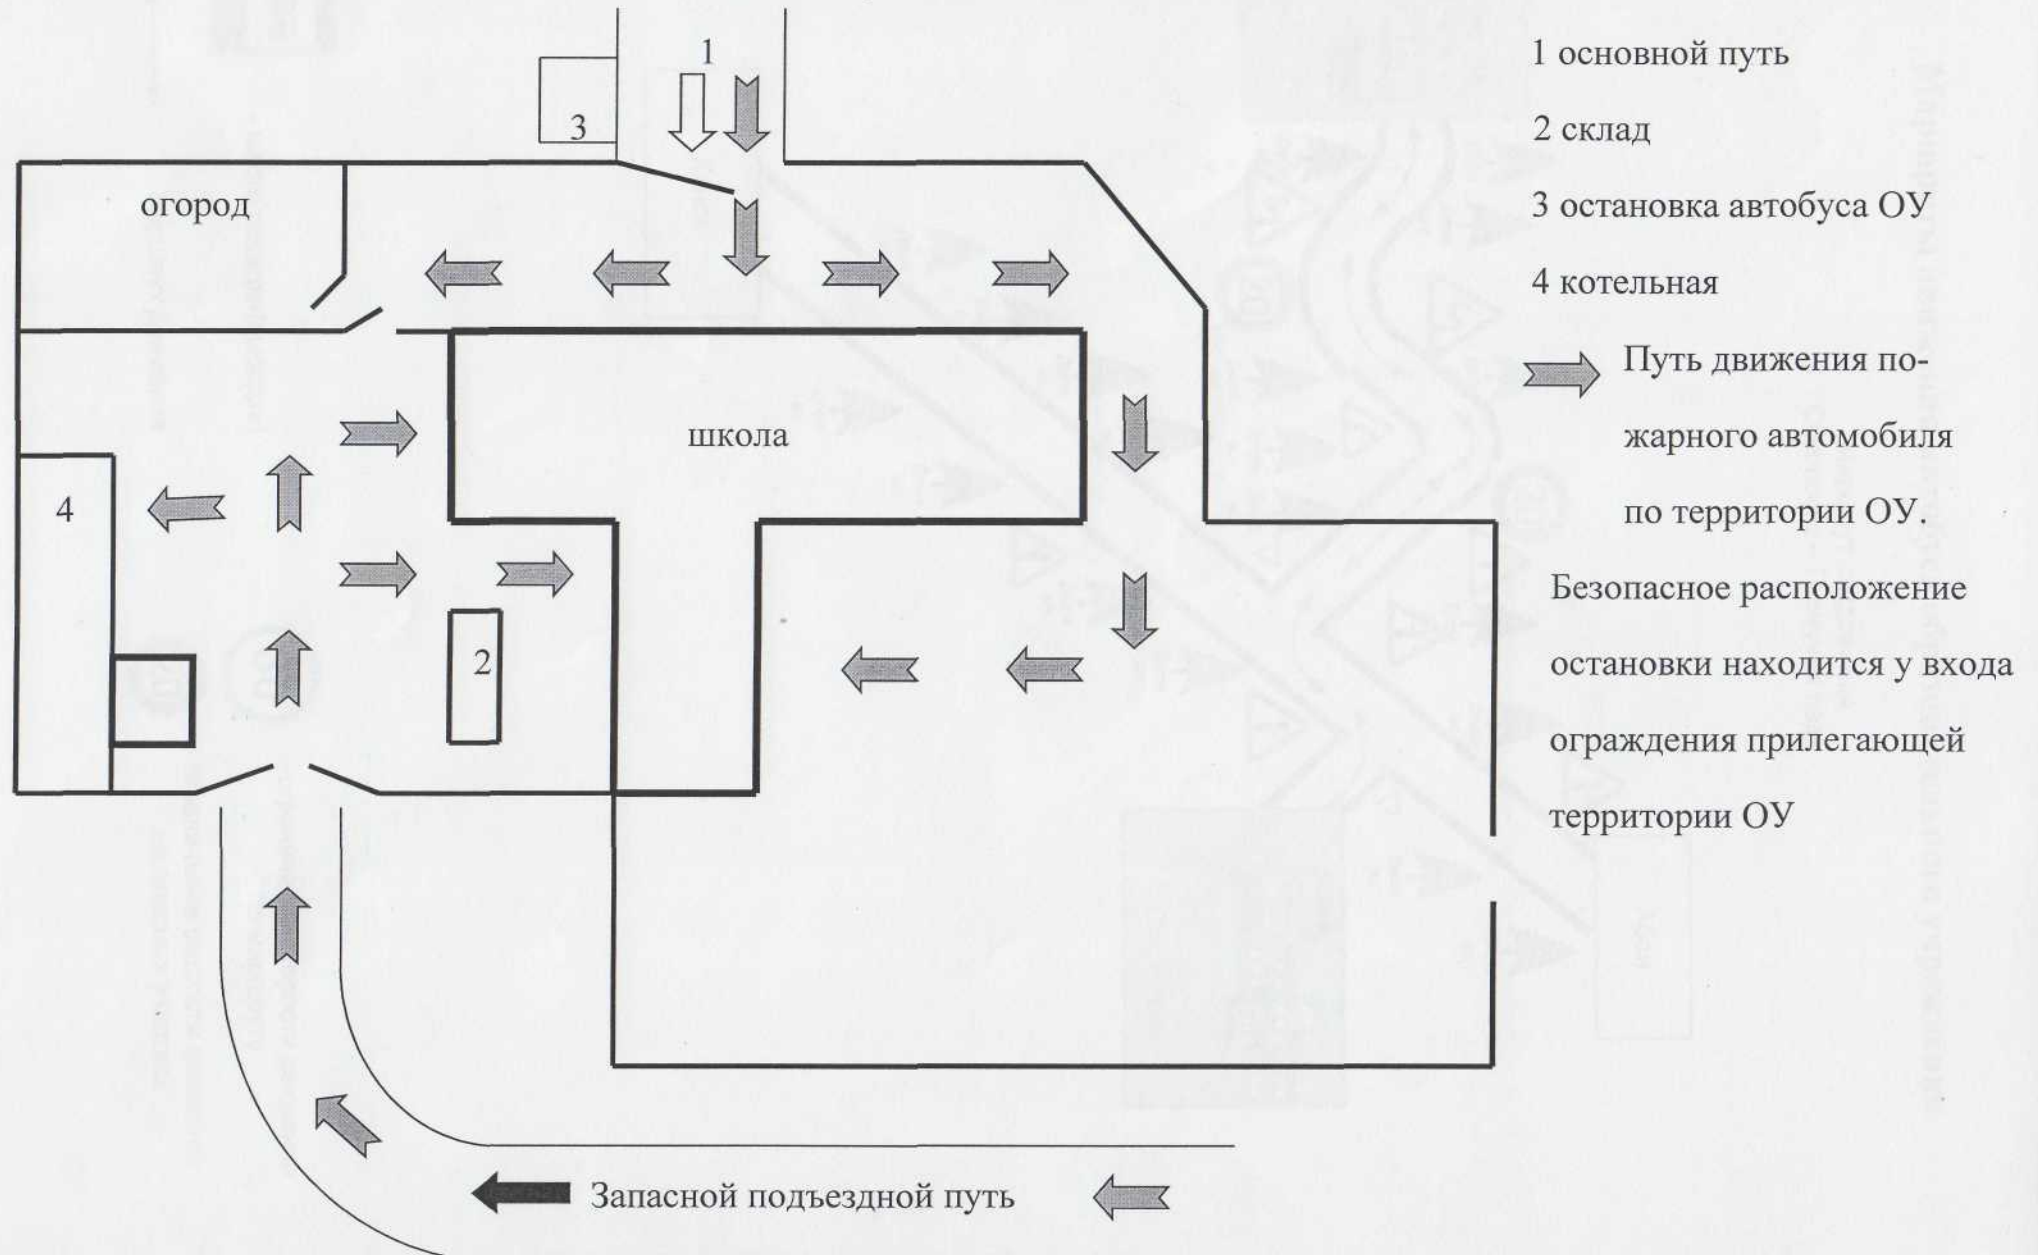 1
3
огород
школа
4
2
Запасной подъездной путь
1 основной путь
2 склад
3 остановка автобуса ОУ
4 котельная
Путь движения по-
жарного автомобиля
по территории ОУ.
Безопасное расположение
остановки находится у входа
ограждения прилегающей
территории ОУ